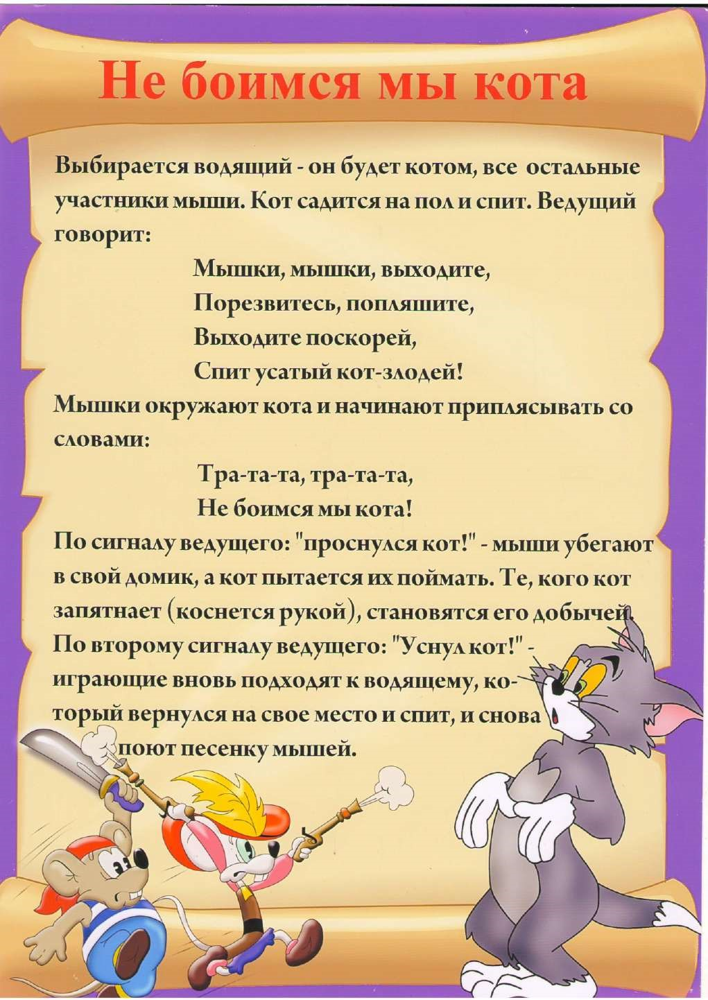 Не боимся мы кота
Выбирается водящий - он будет котом, все остальные
участники мыши. Кот садится на пол и спит. Ведущий
говорит:
Мышки, мышки, выходите,
Порезвитесь, попляшите,
Выходите поскорей,
Спит усатый кот-злодей!
Мышки окружают кота и начинают приплясывать со
словами:
Тра-та-та, тра-та-та,
Не боимся мы кота!
По сигналу ведущего: "проснулся кот!" - мыши убегают
в свой домик, а кот пытается их поймать. Те, кого кот
запятнает (коснется рукой), становятся его добычей.
По второму сигналу ведущего: "Уснул кот!" -
играющие вновь подходят к водящему, ко-
торый вернулся на свое место и спит, и снова
поют песенку мышей.